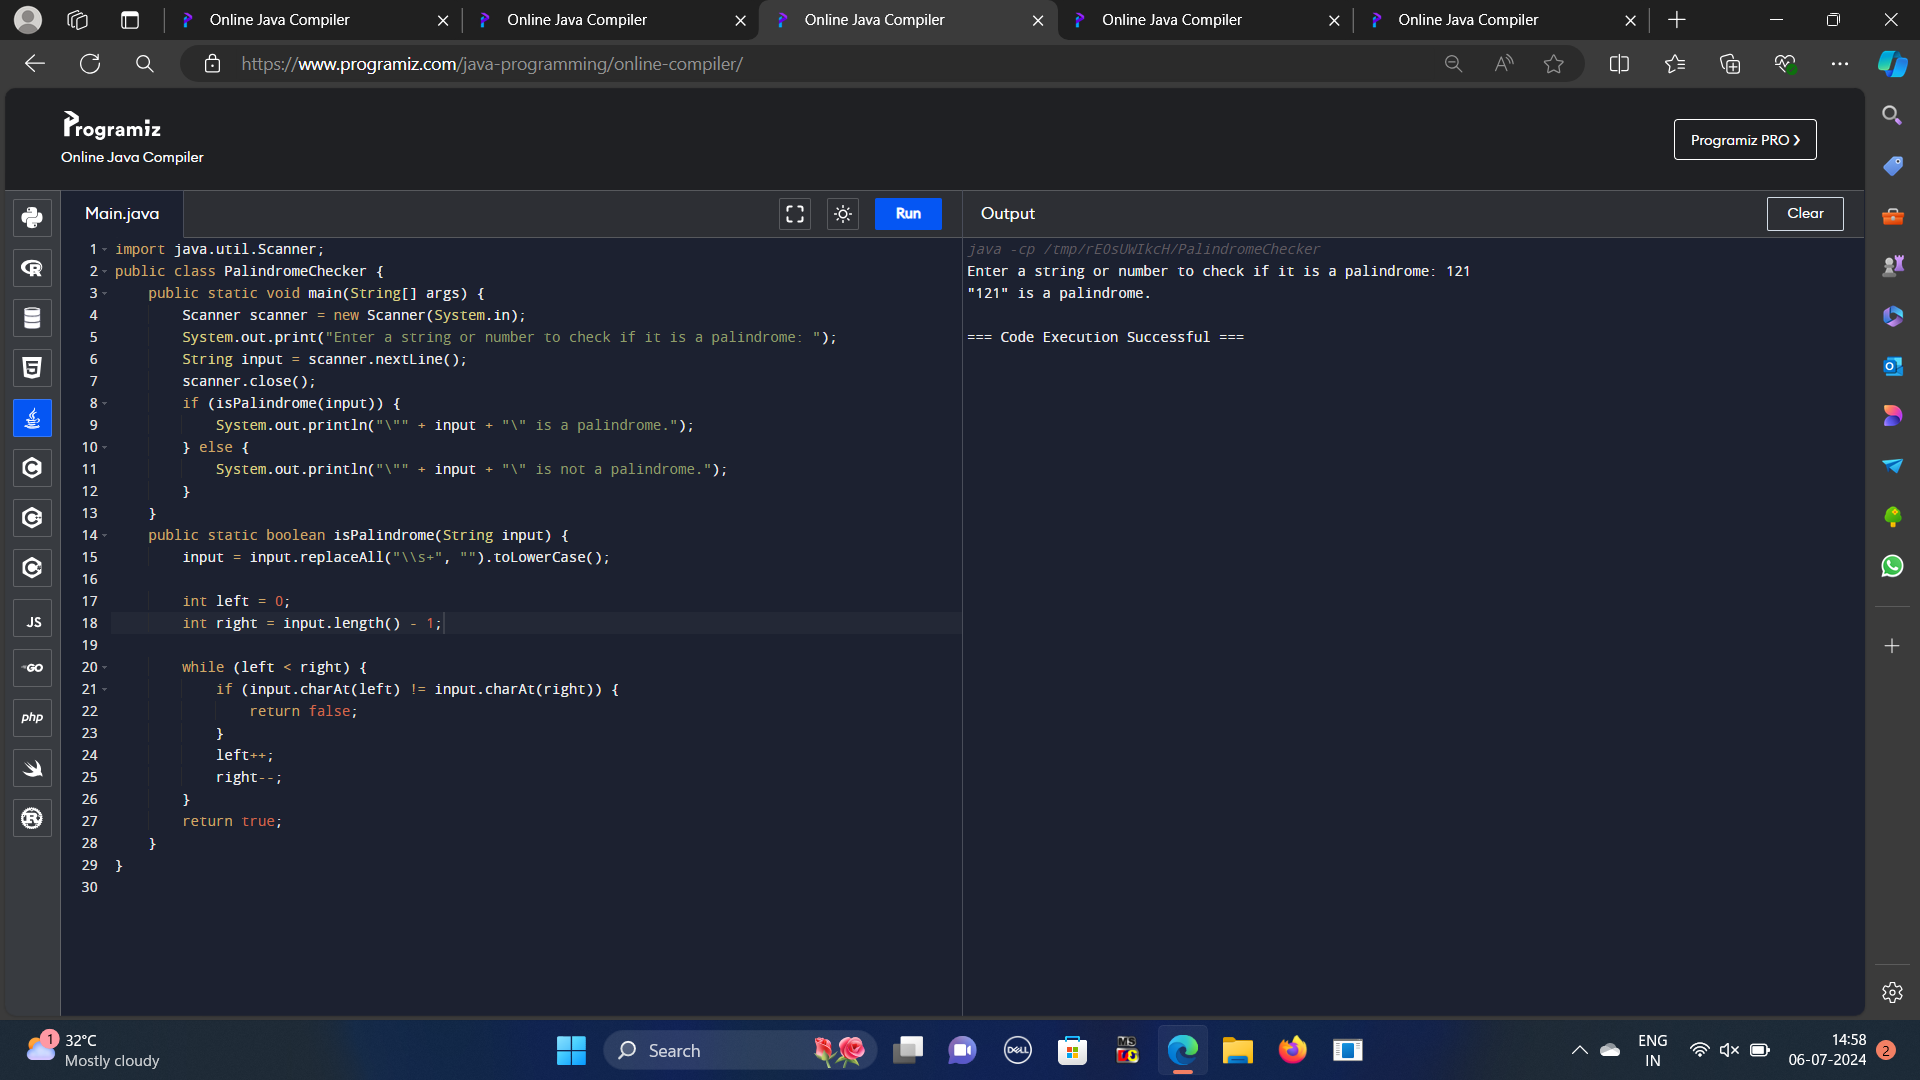 Online Java Compiler
Online Java Compiler
Online Java Compiler
Online Java Compiler
Online Java Compiler
https://www.programiz.com/java-programming/online-compiler/
Programiz
Online Java Compiler
Programiz PRO ❯
Main.java
Run
Output
Clear
1 import java.util.Scanner;
2 public class PalindromeChecker {
3     public static void main(String[] args) {
4         Scanner scanner = new Scanner(System.in);
5         System.out.print("Enter a string or number to check if it is a palindrome: ");
6         String input = scanner.nextLine();
7         scanner.close();
8         if (isPalindrome(input)) {
9             System.out.println("\"" + input + "\" is a palindrome.");
10         } else {
11             System.out.println("\"" + input + "\" is not a palindrome.");
12         }
13     }
14     public static boolean isPalindrome(String input) {
15         input = input.replaceAll("\\s+", "").toLowerCase();
16
17         int left = 0;
18         int right = input.length() - 1;
19
20         while (left < right) {
21             if (input.charAt(left) != input.charAt(right)) {
22                 return false;
23             }
24             left++;
25             right--;
26         }
27         return true;
28     }
29 }
30
java -cp /tmp/rEOsUWIkcH/PalindromeChecker
Enter a string or number to check if it is a palindrome: 121
"121" is a palindrome.
=== Code Execution Successful ===
JS
GO
php
1
32°C
Mostly cloudy
Search
DELL
ENG
IN
14:58
06-07-2024
2